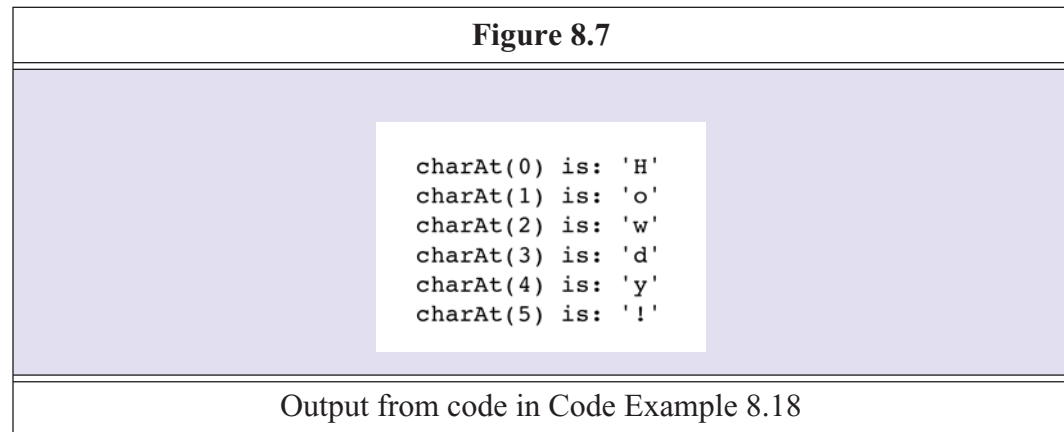 Figure 8.7
charAt(0) is: 'H'
charAt(1) is: 'o'
charAt(2) is: 'w'
charAt(3) is: 'd'
charAt(4) is: 'y'
charAt(5) is: '!'
Output from code in Code Example 8.18